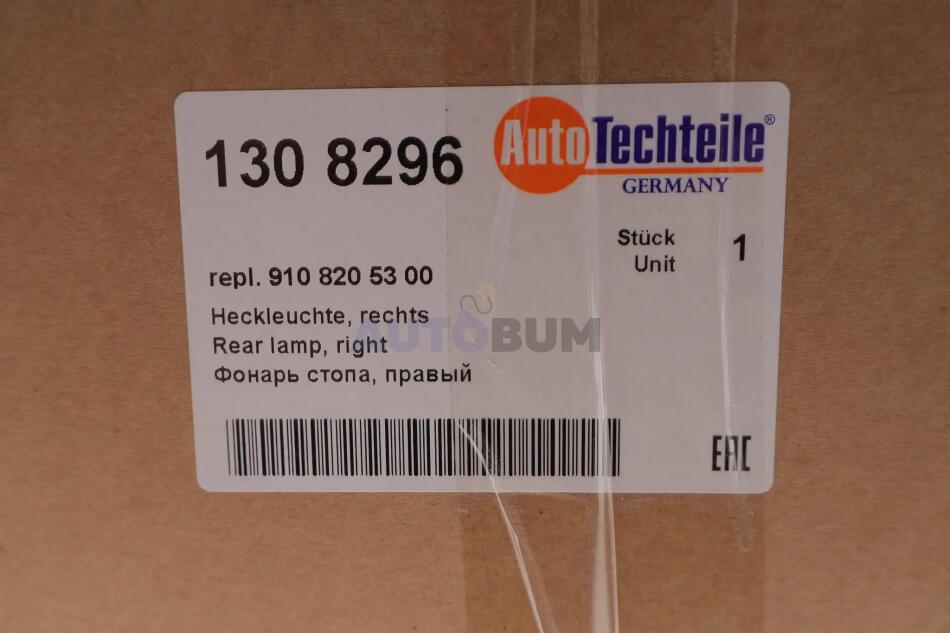 130 8296
AutoTechteile®
GERMANY
Stück 1
Unit
repl. 910 820 53 00
Heckleuchte, rechts
AUTOBUM
Rear lamp, right
Фонарь стопа, правый
EAC